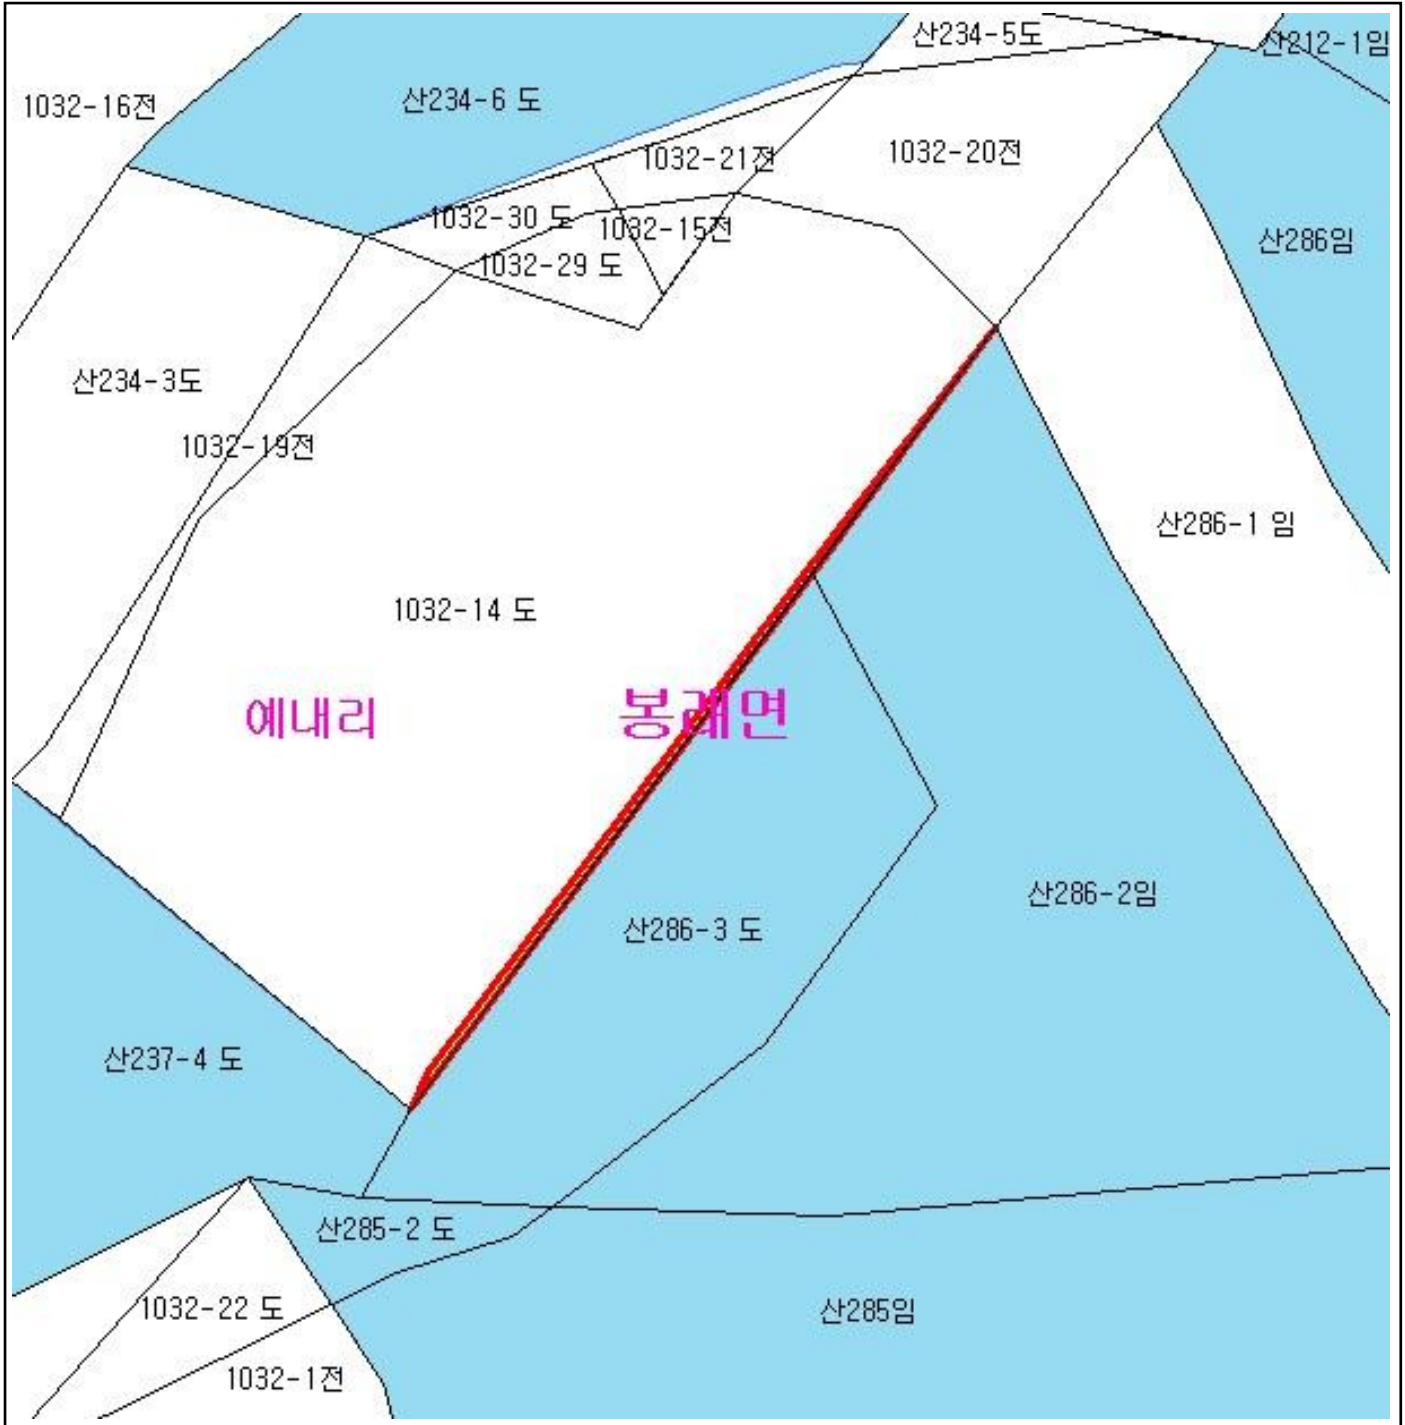 산234-5도
산212-1임
1032-16전
산234-6 도
1032-21전
1032-20전
1032-30 도
1032-15전
산286임
1032-29 도
산234-3도
1032-19전
산286-1 임
1032-14 도
예내리
봉래면
산286-2임
산286-3 도
산237-4 도
산285-2 도
1032-22 도
산285임
1032-1전